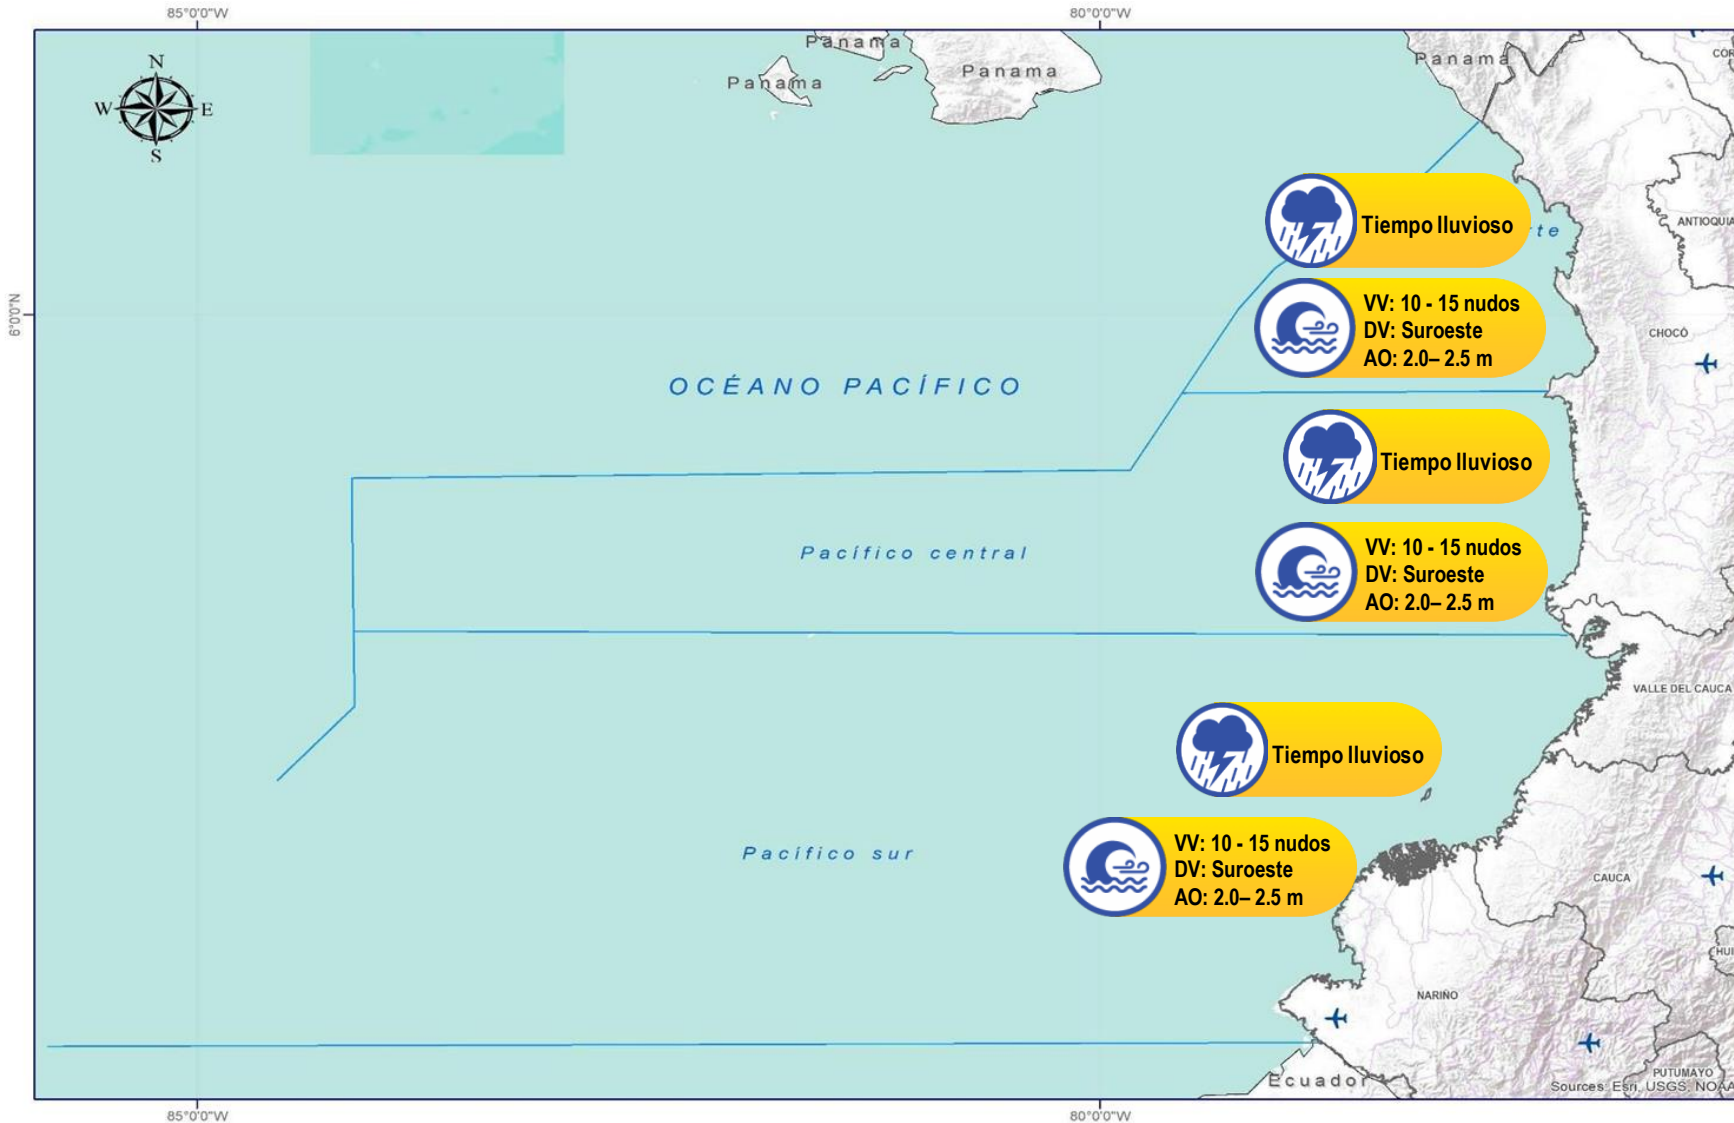 85°0'0"W
80°0'0"W
Panama
Panama
Panama
Panama
CÓR
N
W
E
S
ANTIOQUIA
Tiempo lluvioso
rte
6°0'0"N
VV: 10 - 15 nudos
DV: Suroeste
AO: 2.0– 2.5 m
CHOCÓ
OCÉANO PACÍFICO
Tiempo lluvioso
Pacífico central
VV: 10 - 15 nudos
DV: Suroeste
AO: 2.0– 2.5 m
VALLE DEL CAUCA
Tiempo lluvioso
Pacífico sur
VV: 10 - 15 nudos
DV: Suroeste
AO: 2.0– 2.5 m
CAUCA
HUI
NARIÑO
PUTUMAYO
Ecuador
Sources: Esri, USGS, NOAA
85°0'0"W
80°0'0"W